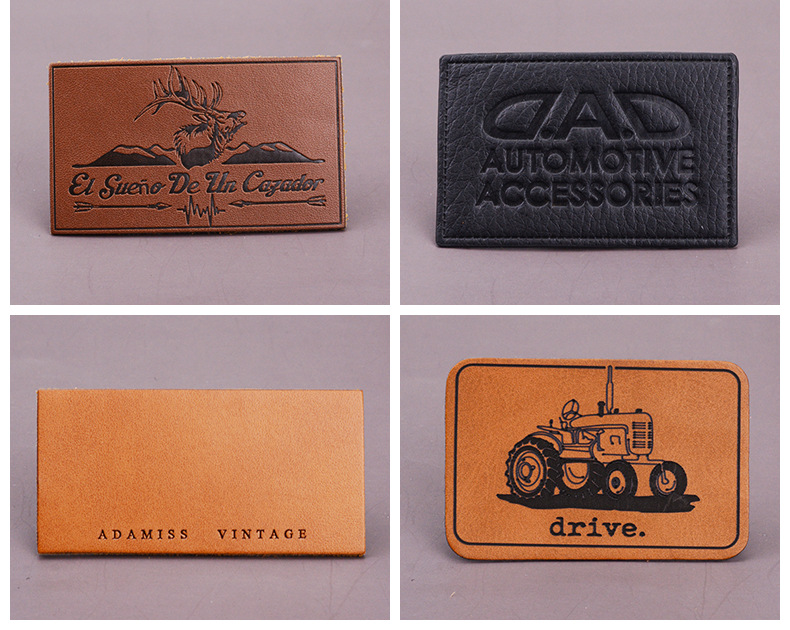 El Sueño De Un Cazador
D.A.D
AUTOMOTIVE
ACCESSORIES
ADAMISS VINTAGE
drive.